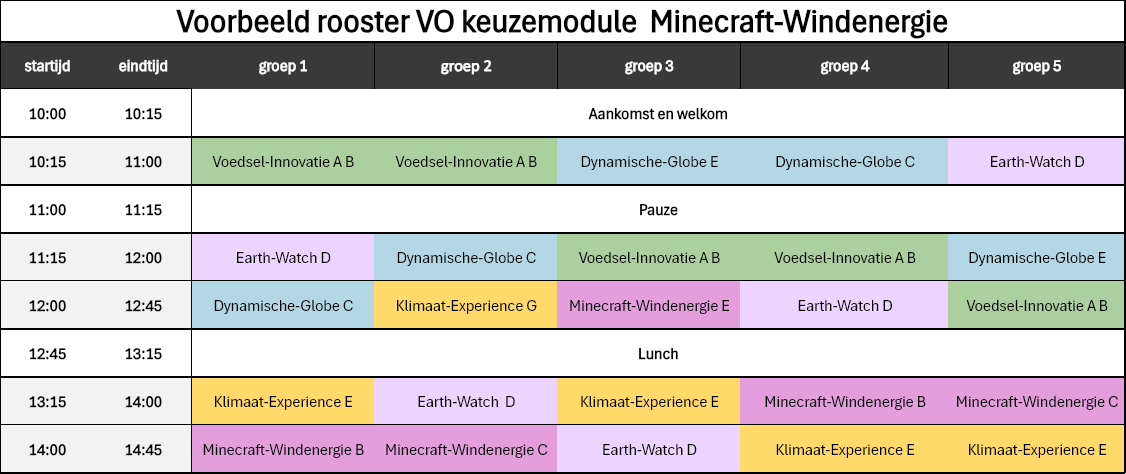 Voorbeeld rooster VO keuzemodule  Minecraft-Windenergie
startijd eindtijd groep 1 groep 2 groep 3 groep 4 groep 5
10:00 10:15 Aankomst en welkom
10:15 11:00 Voedsel-Innovatie A B Voedsel-Innovatie A B Dynamische-Globe E Dynamische-Globe C Earth-Watch D
11:00 11:15 Pauze
11:15 12:00 Earth-Watch D Dynamische-Globe C Voedsel-Innovatie A B Voedsel-Innovatie A B Dynamische-Globe E
12:00 12:45 Dynamische-Globe C Klimaat-Experience G Minecraft-Windenergie E Earth-Watch D Voedsel-Innovatie A B
12:45 13:15 Lunch
13:15 14:00 Klimaat-Experience E Earth-Watch  D Klimaat-Experience E Minecraft-Windenergie B Minecraft-Windenergie C
14:00 14:45 Minecraft-Windenergie B Minecraft-Windenergie C Earth-Watch D Klimaat-Experience E Klimaat-Experience E